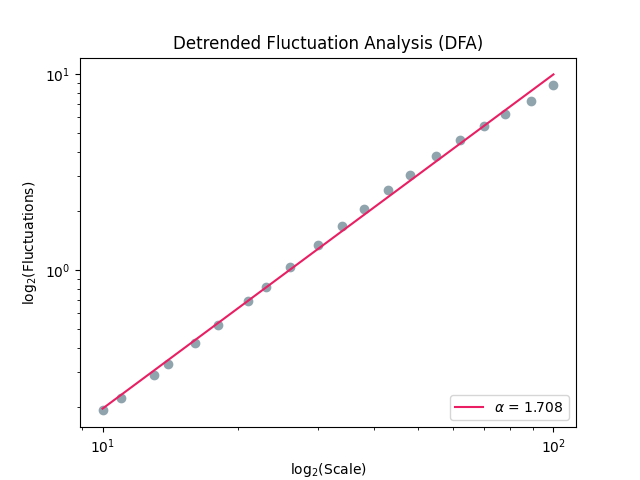 Detrended Fluctuation Analysis (DFA)
10¹
10⁰
log₂(Fluctuations)
α = 1.708
10¹
10²
log₂(Scale)